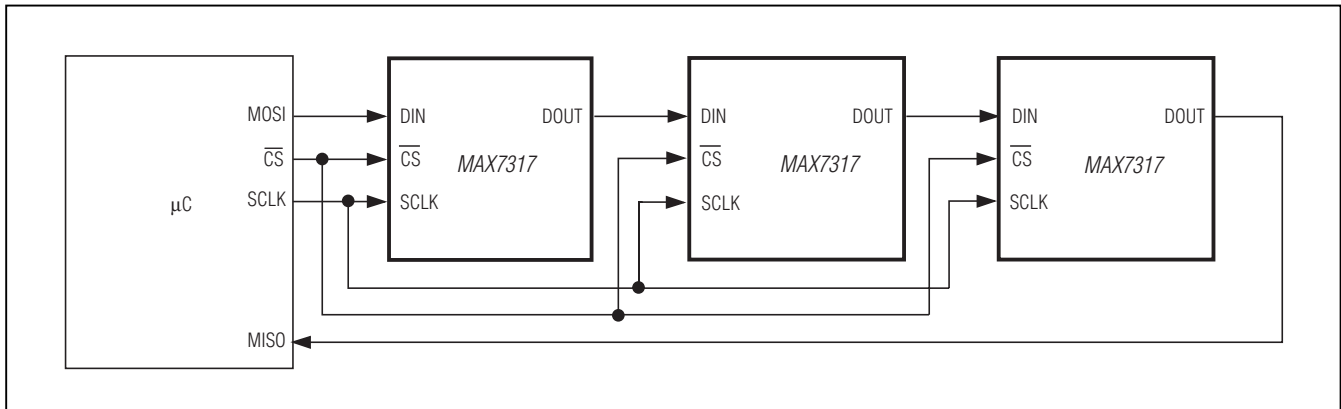 μC
MOSI
CS
SCLK
MISO
DIN
CS
SCLK
DOUT
MAX7317
DIN
CS
SCLK
DOUT
MAX7317
DIN
CS
SCLK
DOUT
MAX7317